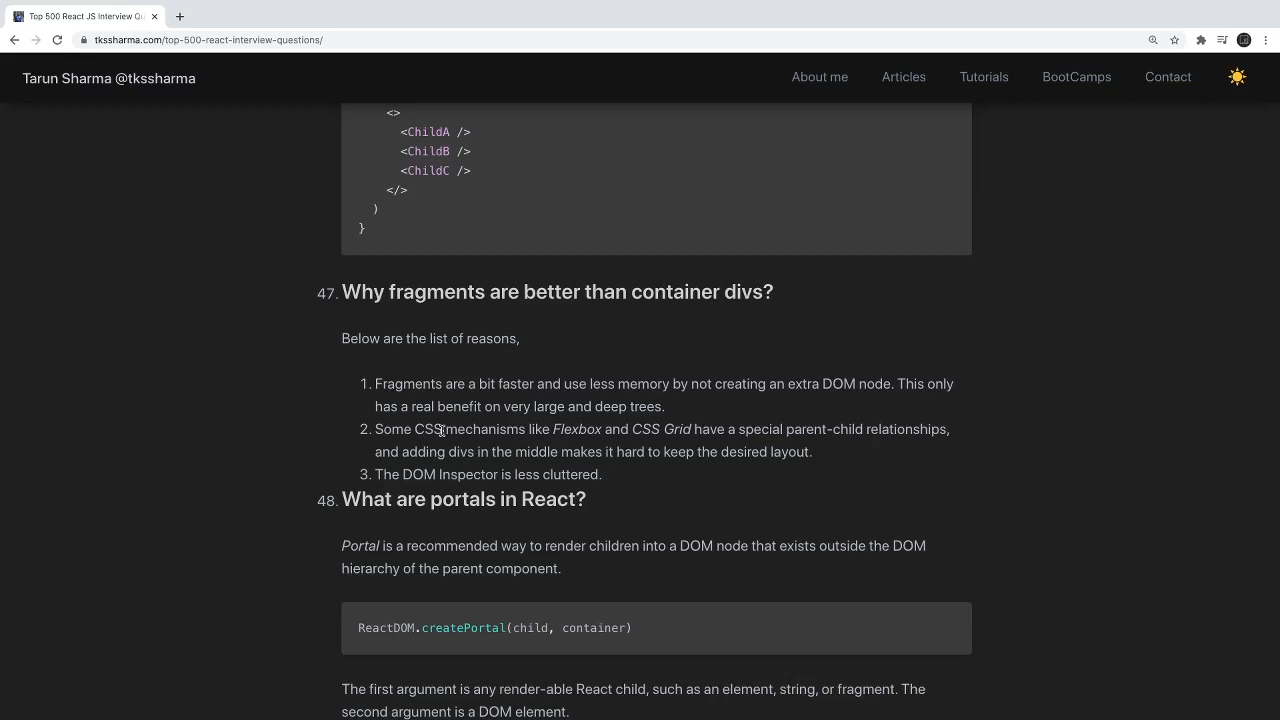 Top 500 React JS Interview Qu
tkssharma.com/top-500-react-interview-questions/
Tarun Sharma @tkssharma
About me
Articles
Tutorials
BootCamps
Contact
<>
<ChildA />
<ChildB />
<ChildC />
</>
)
}
47. Why fragments are better than container divs?
Below are the list of reasons,
1. Fragments are a bit faster and use less memory by not creating an extra DOM node. This only
has a real benefit on very large and deep trees.
2. Some CSS mechanisms like Flexbox and CSS Grid have a special parent-child relationships,
and adding divs in the middle makes it hard to keep the desired layout.
3. The DOM Inspector is less cluttered.
48. What are portals in React?
Portal is a recommended way to render children into a DOM node that exists outside the DOM
hierarchy of the parent component.
ReactDOM.createPortal(child, container)
The first argument is any render-able React child, such as an element, string, or fragment. The
second argument is a DOM element.